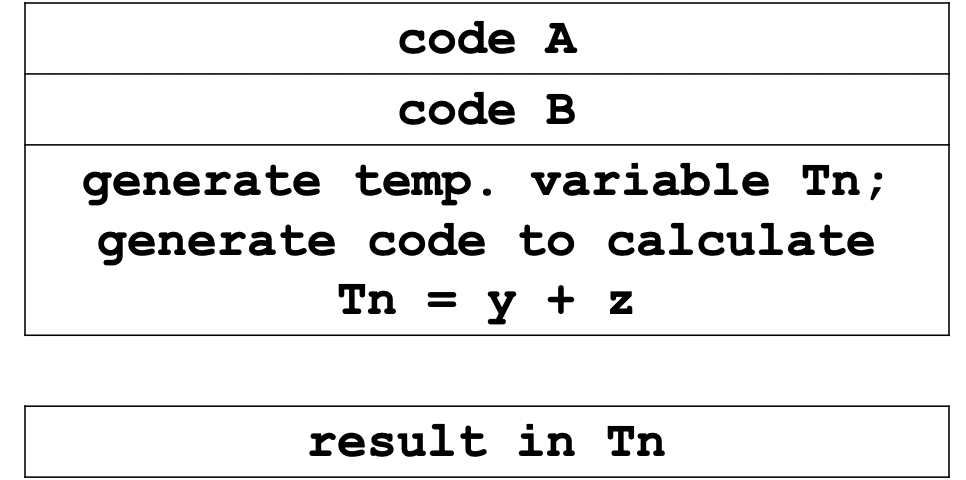 code A
code B
generate temp. variable Tn;
generate code to calculate
Tn = y + z
result in Tn